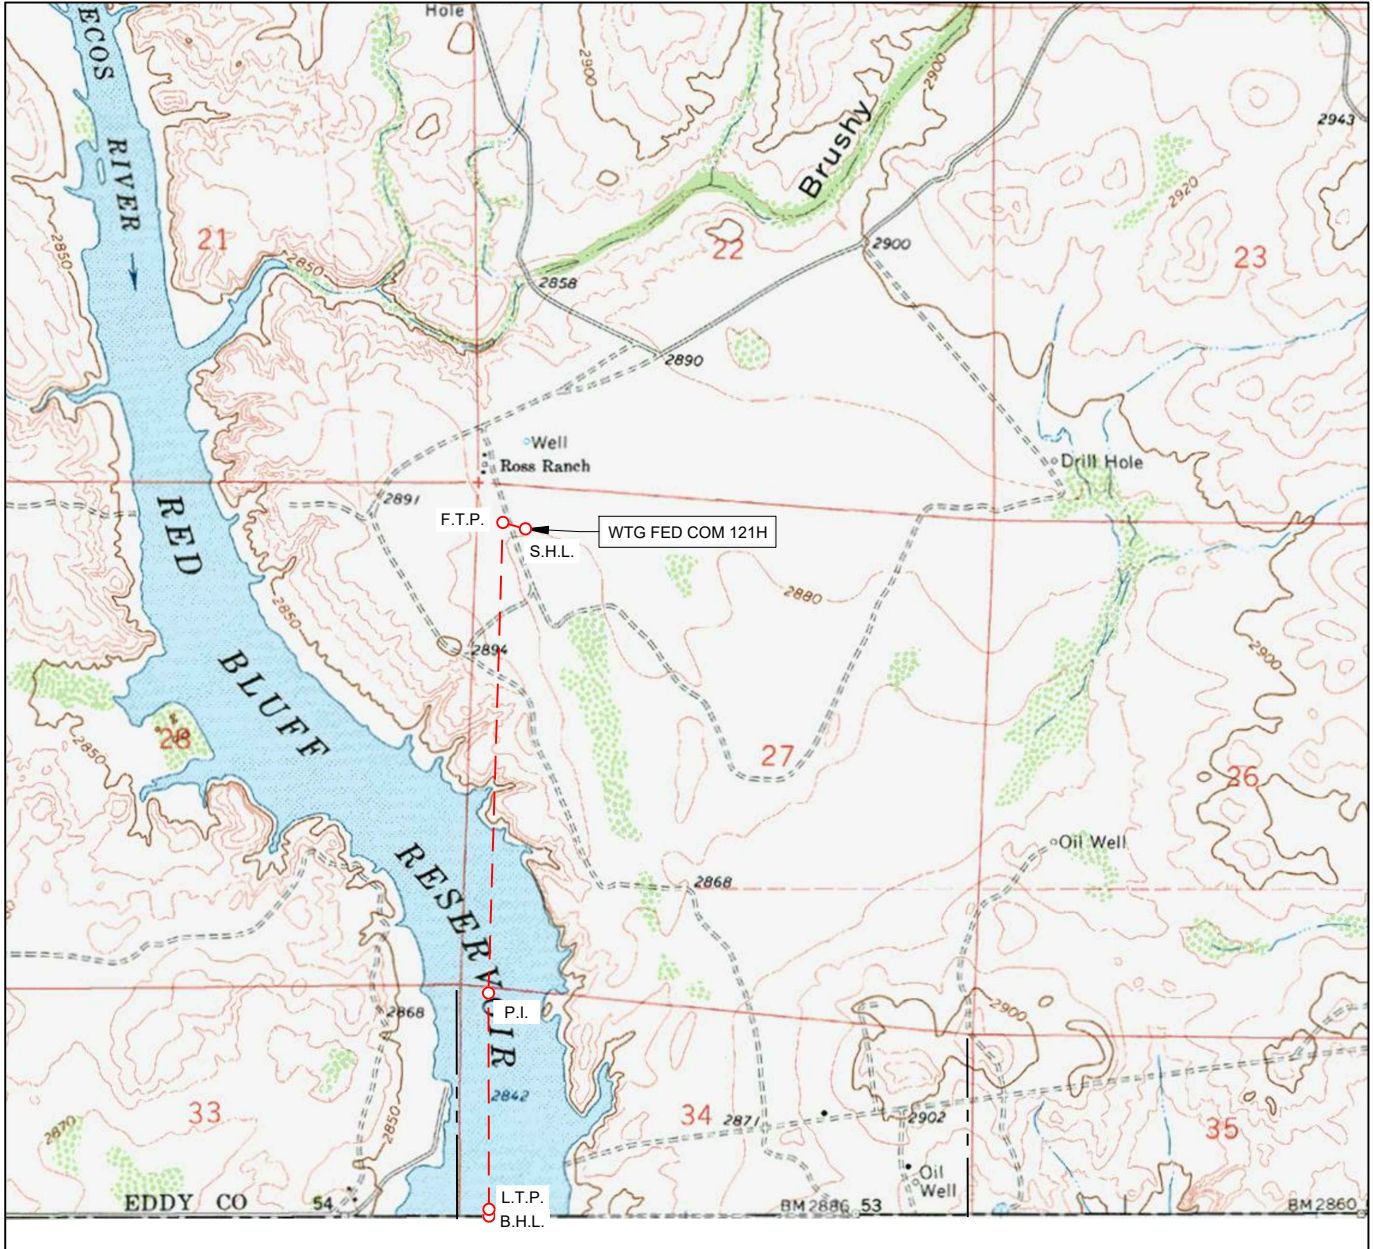 Hole
ECOS
RIVER
2900
Brushy
2900
2943
2920
21
22
23
2850
2850
2858
2900
2890
Well
Ross Ranch
Drill Hole
2891
RED
F.T.P.
WTG FED COM 121H
S.H.L.
2850
2880
2894
BLUFF
2900
28
2850
27
26
RESERVOIR
Oil Well
2868
P.I.
2868
2900
2842
33
34
35
2870
2850
2871
2902
Oil
Well
L.T.P.
B.H.L.
EDDY CO
54
BM 2886
53
BM 2860